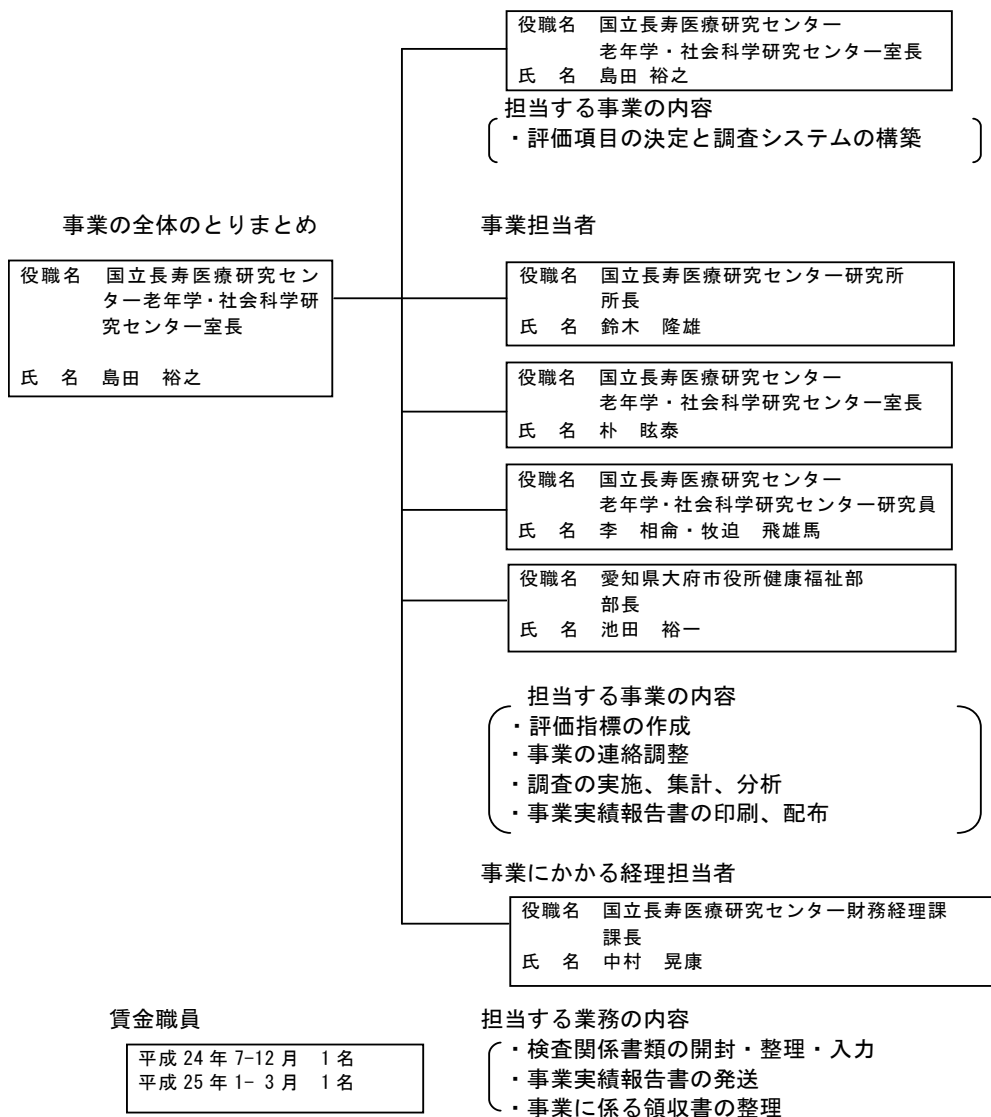 役職名　国立長寿医療研究センター
老年学・社会科学研究センター室長
氏　名　島田 裕之
担当する事業の内容
・評価項目の決定と調査システムの構築
事業の全体のとりまとめ
役職名　国立長寿医療研究セン
ター老年学・社会科学研
究センター室長
氏　名　島田　裕之
事業担当者
役職名　国立長寿医療研究センター研究所
所長
氏　名　鈴木　隆雄
役職名　国立長寿医療研究センター
老年学・社会科学研究センター室長
氏　名　朴　眩泰
役職名　国立長寿医療研究センター
老年学・社会科学研究センター研究員
氏　名　李　相侖・牧迫　飛雄馬
役職名　愛知県大府市役所健康福祉部
部長
氏　名　池田　裕一
担当する事業の内容
・評価指標の作成
・事業の連絡調整
・調査の実施、集計、分析
・事業実績報告書の印刷、配布
事業にかかる経理担当者
役職名　国立長寿医療研究センター財務経理課
課長
氏　名　中村　晃康
賃金職員
平成 24 年 7-12 月　1 名
平成 25 年 1- 3 月　1 名
担当する業務の内容
・検査関係書類の開封・整理・入力
・事業実績報告書の発送
・事業に係る領収書の整理